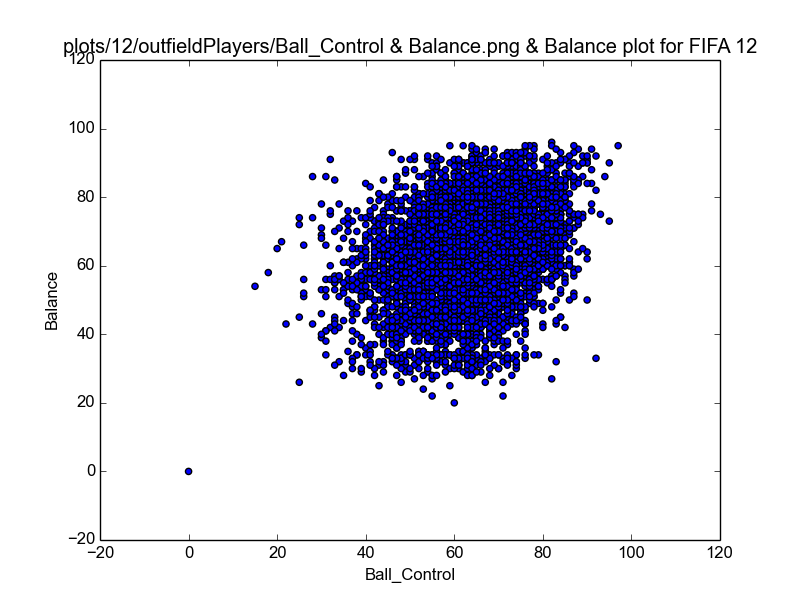 plots/12/outfieldPlayers/Ball_Control & Balance.png & Balance plot for FIFA 12
120
100
80
60
40
20
0
−20
Balance
−20 0 20 40 60 80 100 120
Ball_Control